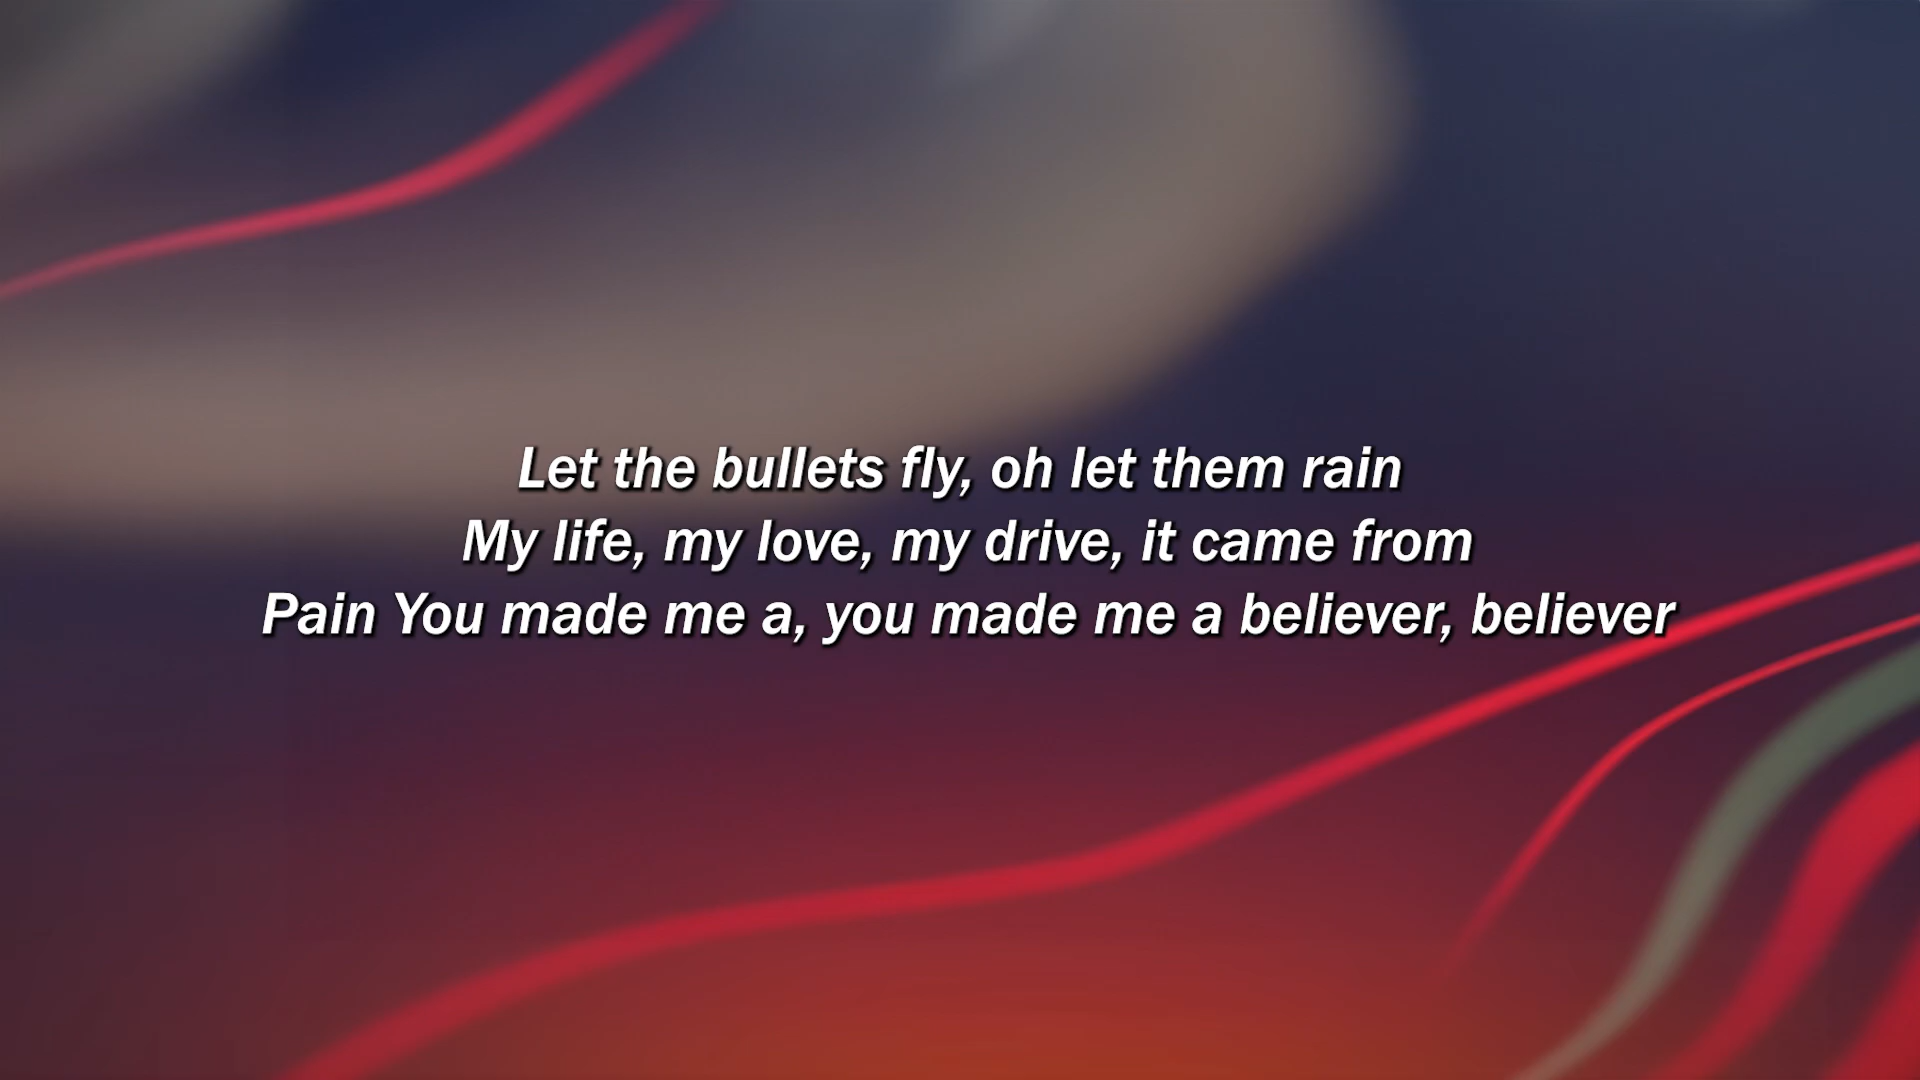 Let the bullets fly, oh let them rain
My life, my love, my drive, it came from
Pain You made me a, you made me a believer, believer